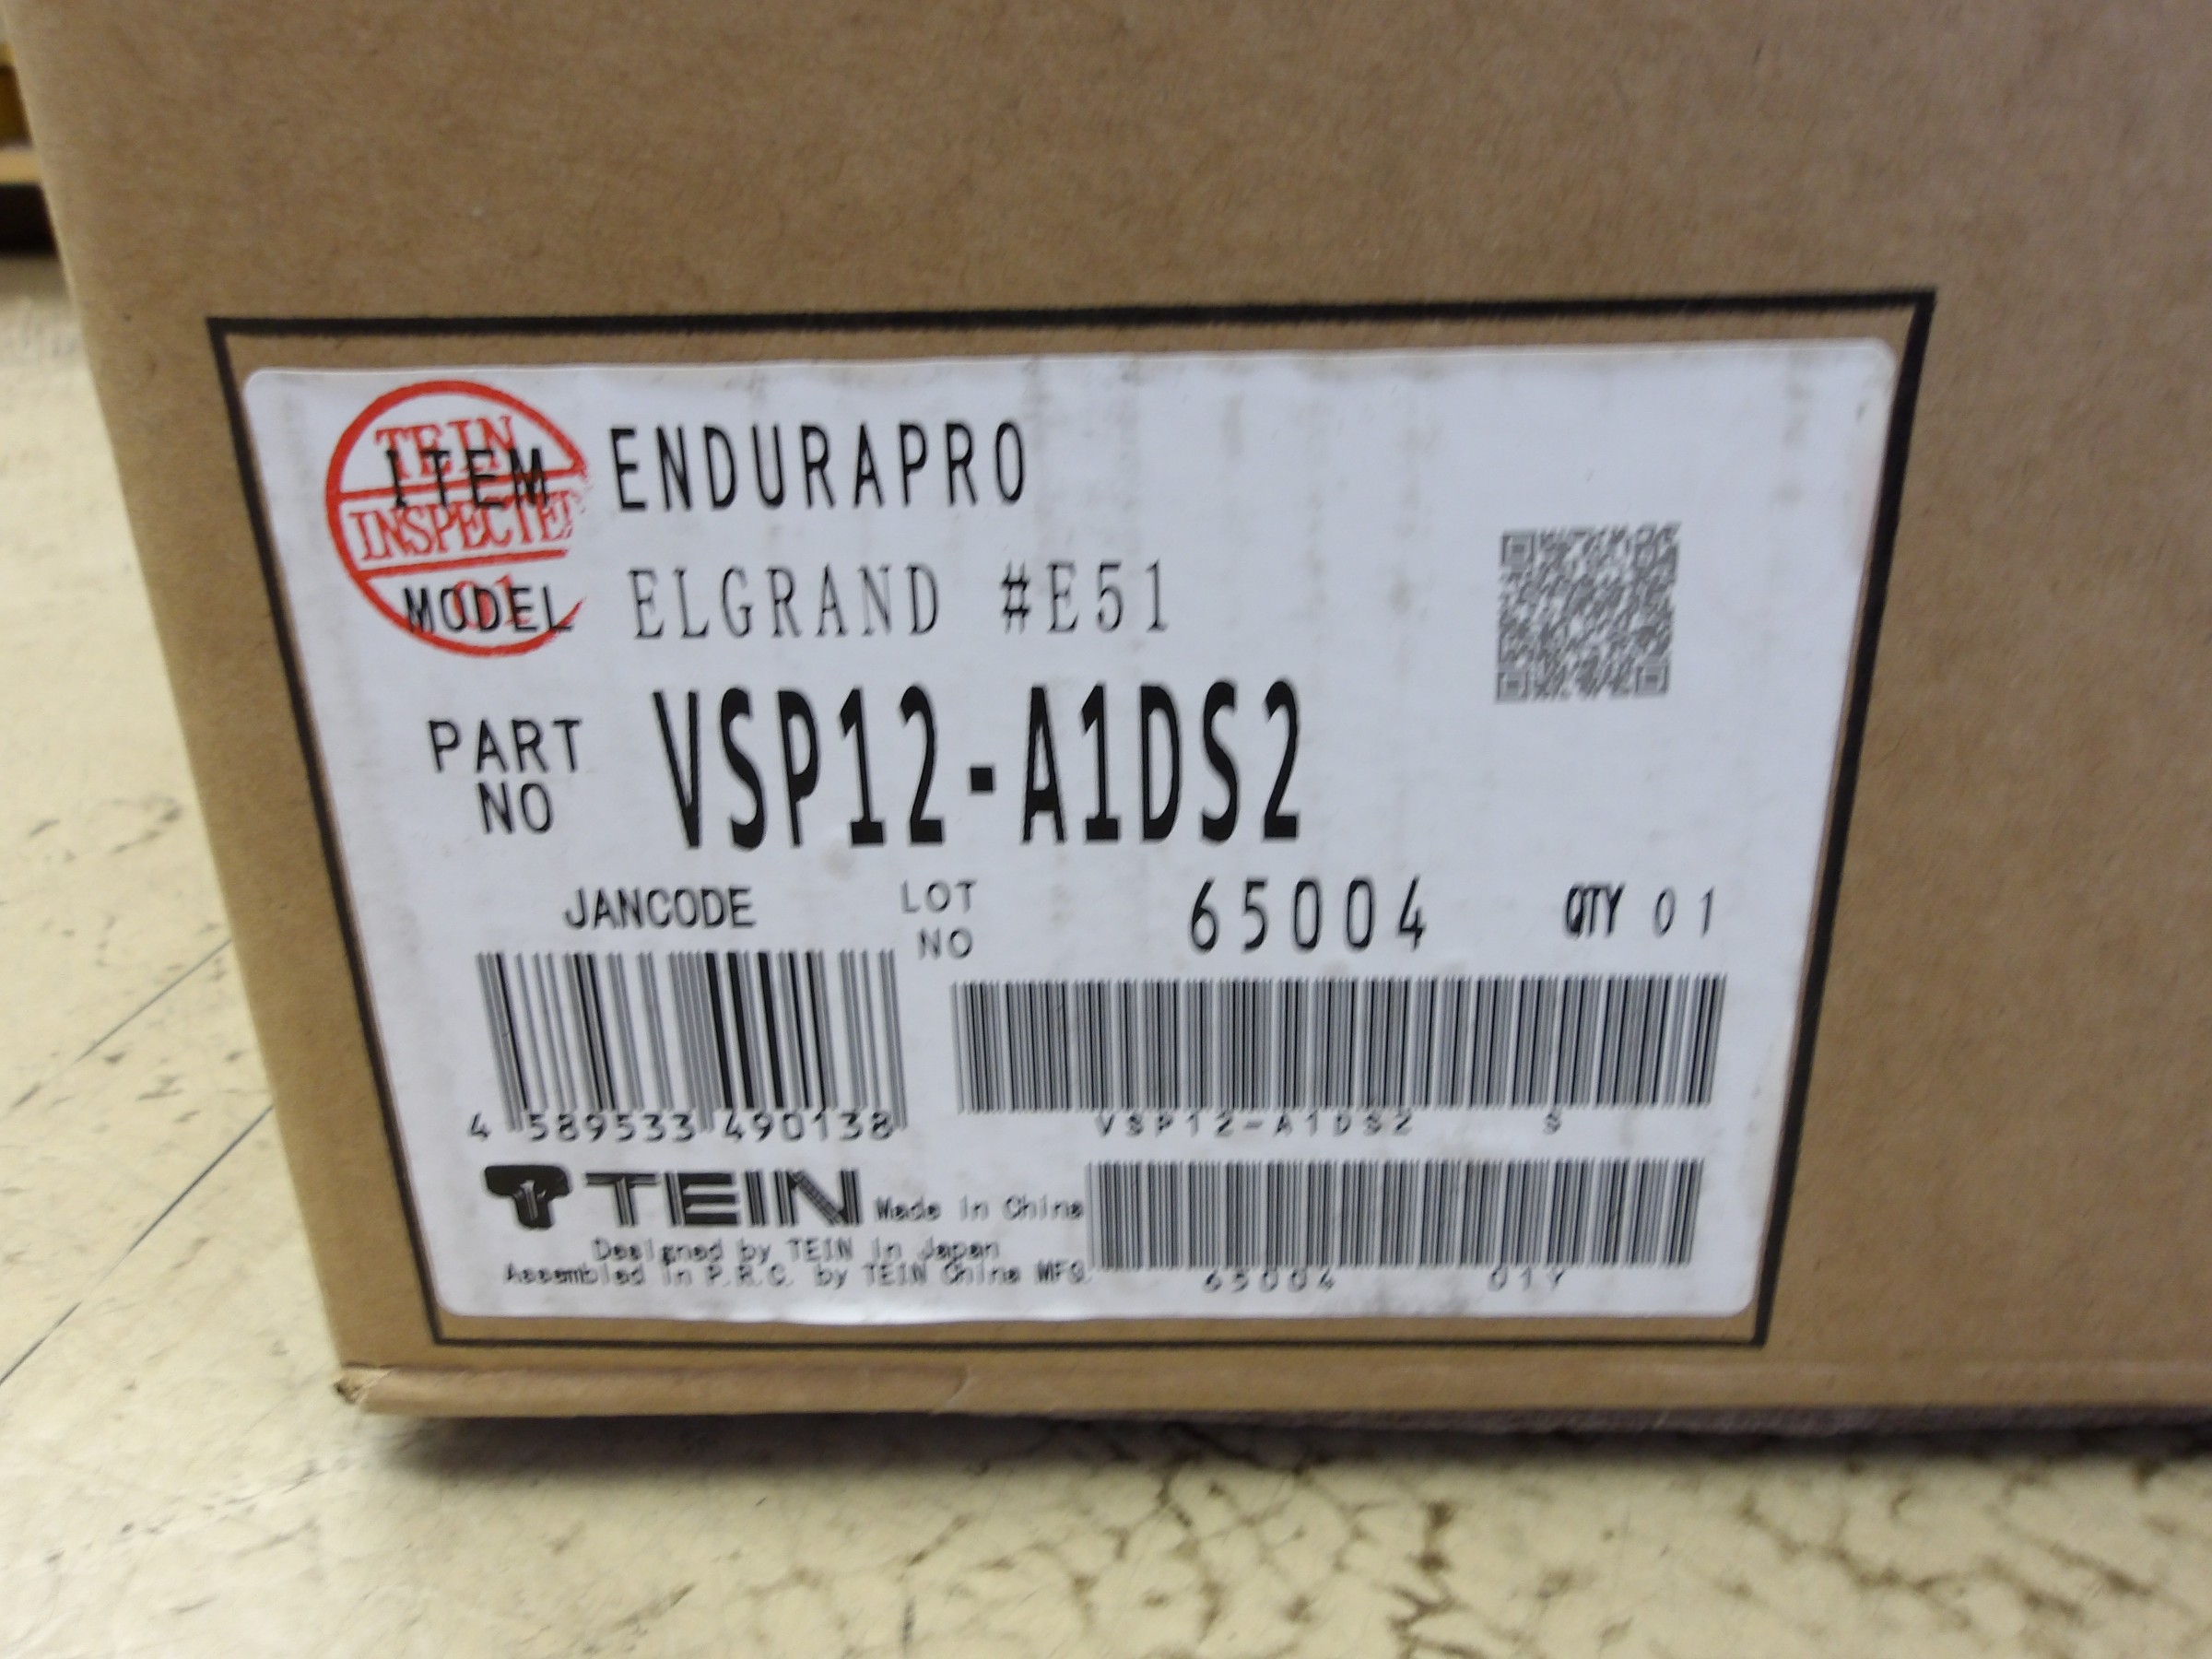 TEIN
INSPECTED
01
ITEM ENDURAPRO
MODEL ELGRAND #E51
PART NO VSP12-A1DS2
JANCODE
LOT NO 65004 QTY 01
4 589533 490138
VSP12-A1DS2 S
TEIN Made in China
Designed by TEIN in Japan
Assembled in P.R.C. by TEIN China MFG.
65004 01Y